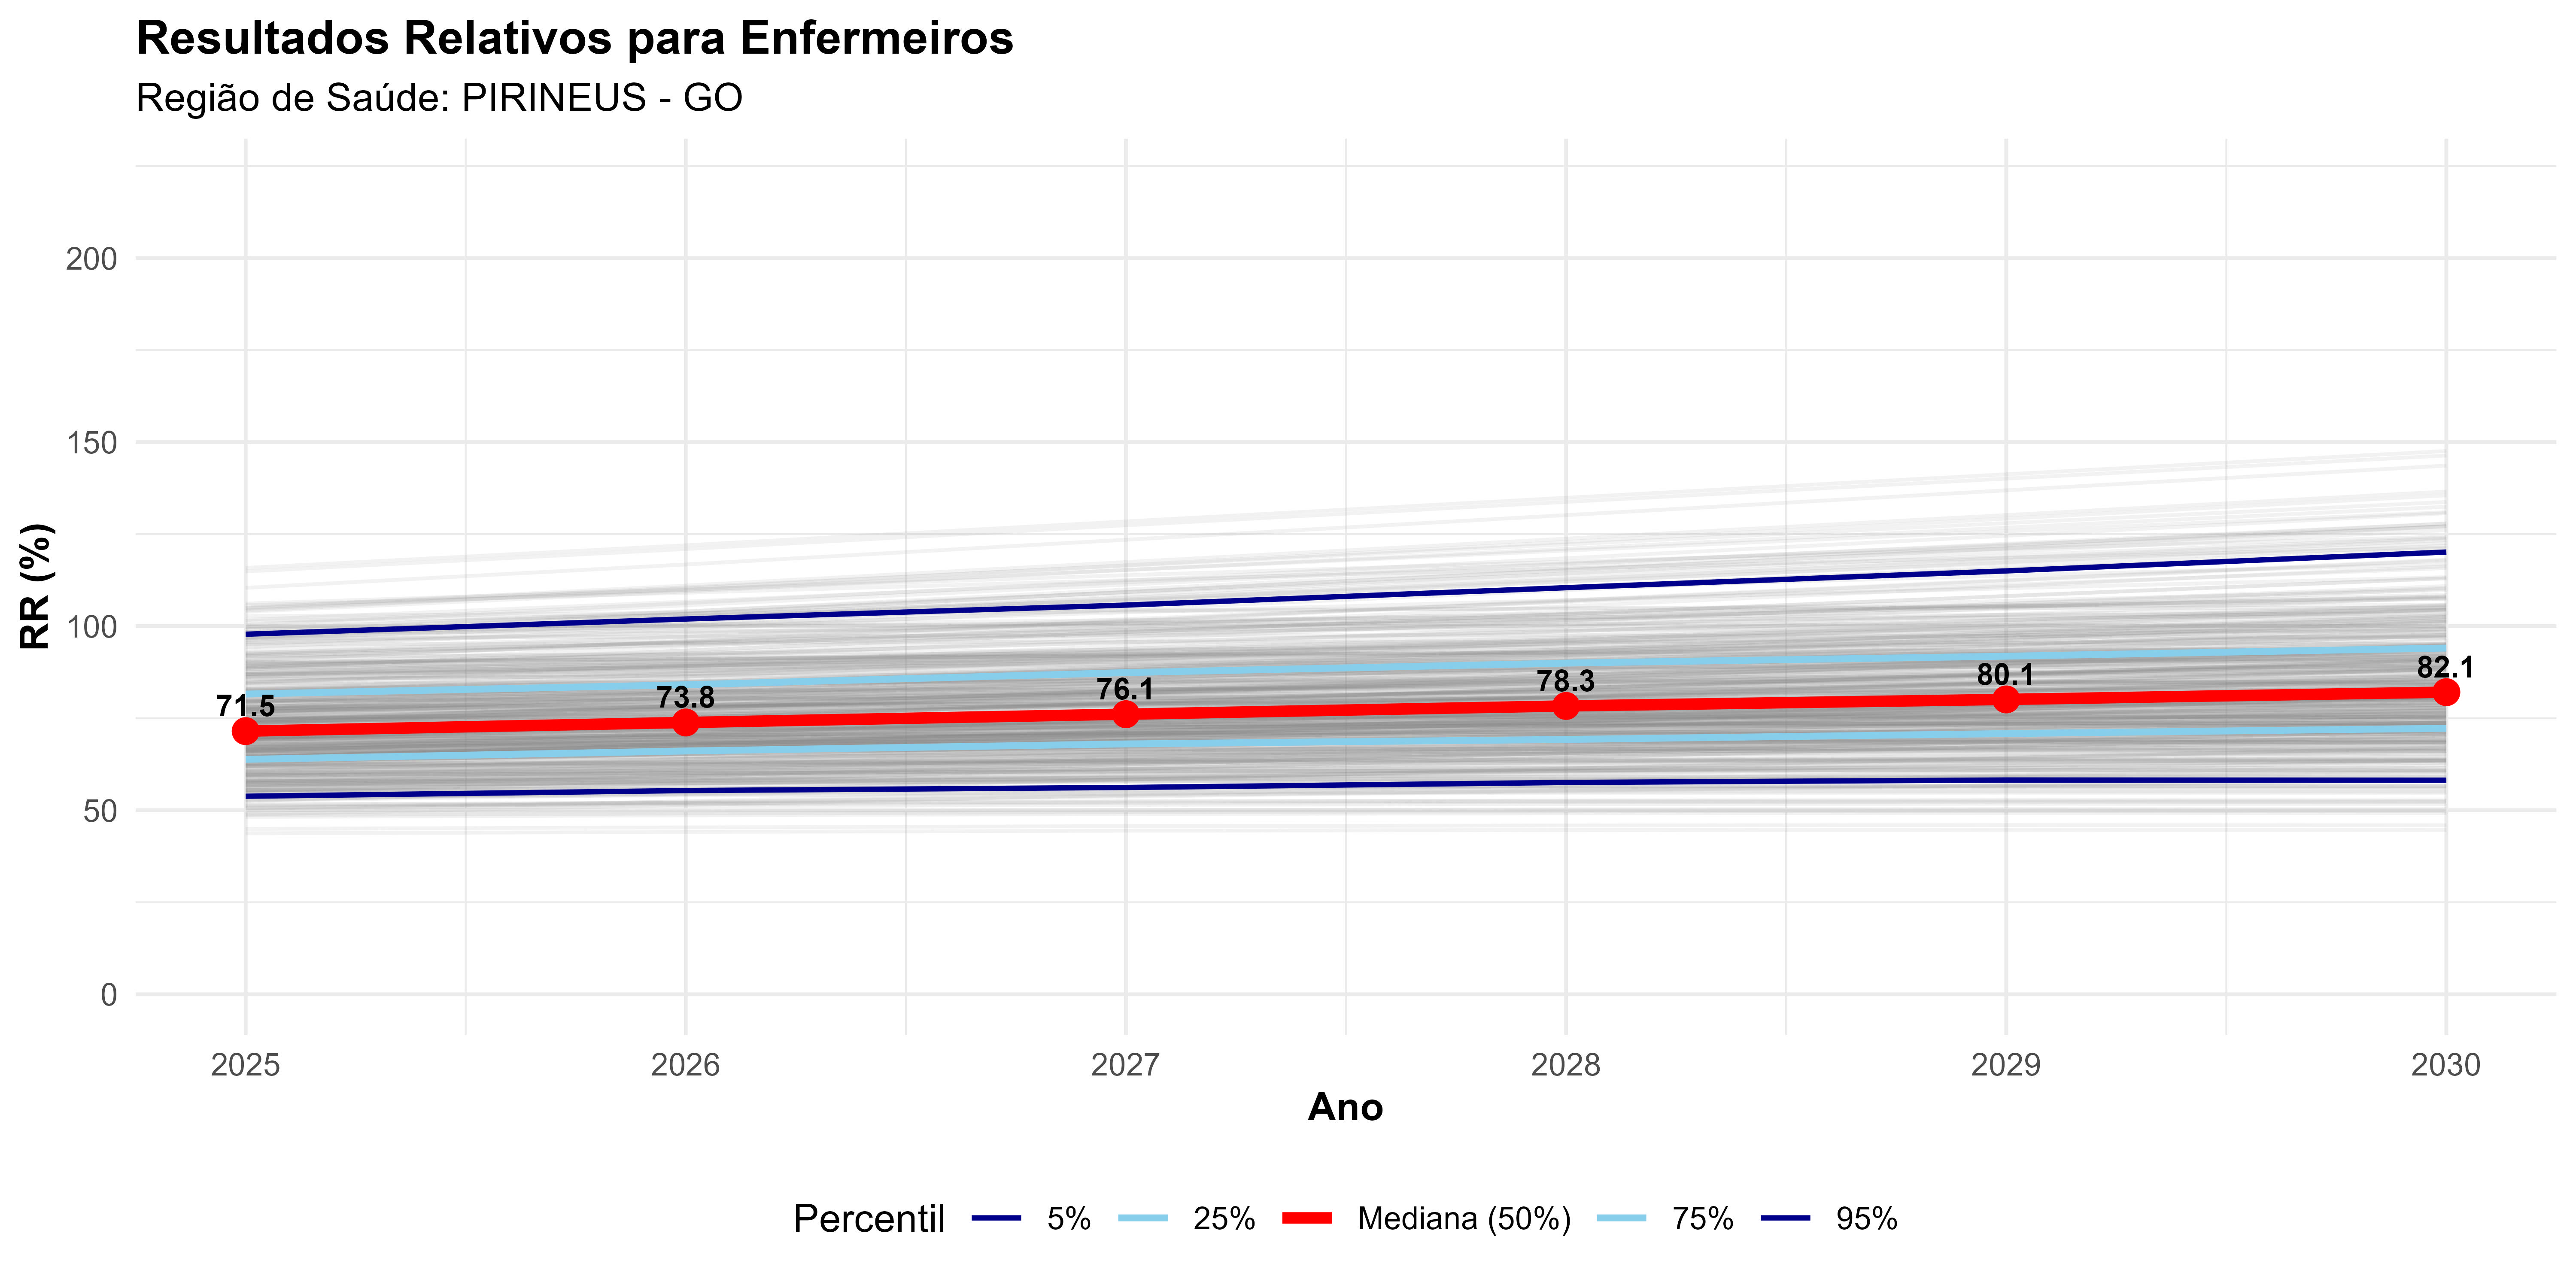 Resultados Relativos para Enfermeiros
Região de Saúde: PIRINEUS - GO
RR (%)
200
150
100
50
0
71.5
73.8
76.1
78.3
80.1
82.1
2025 2026 2027 2028 2029 2030
Ano
Percentil 5% 25% Mediana (50%) 75% 95%